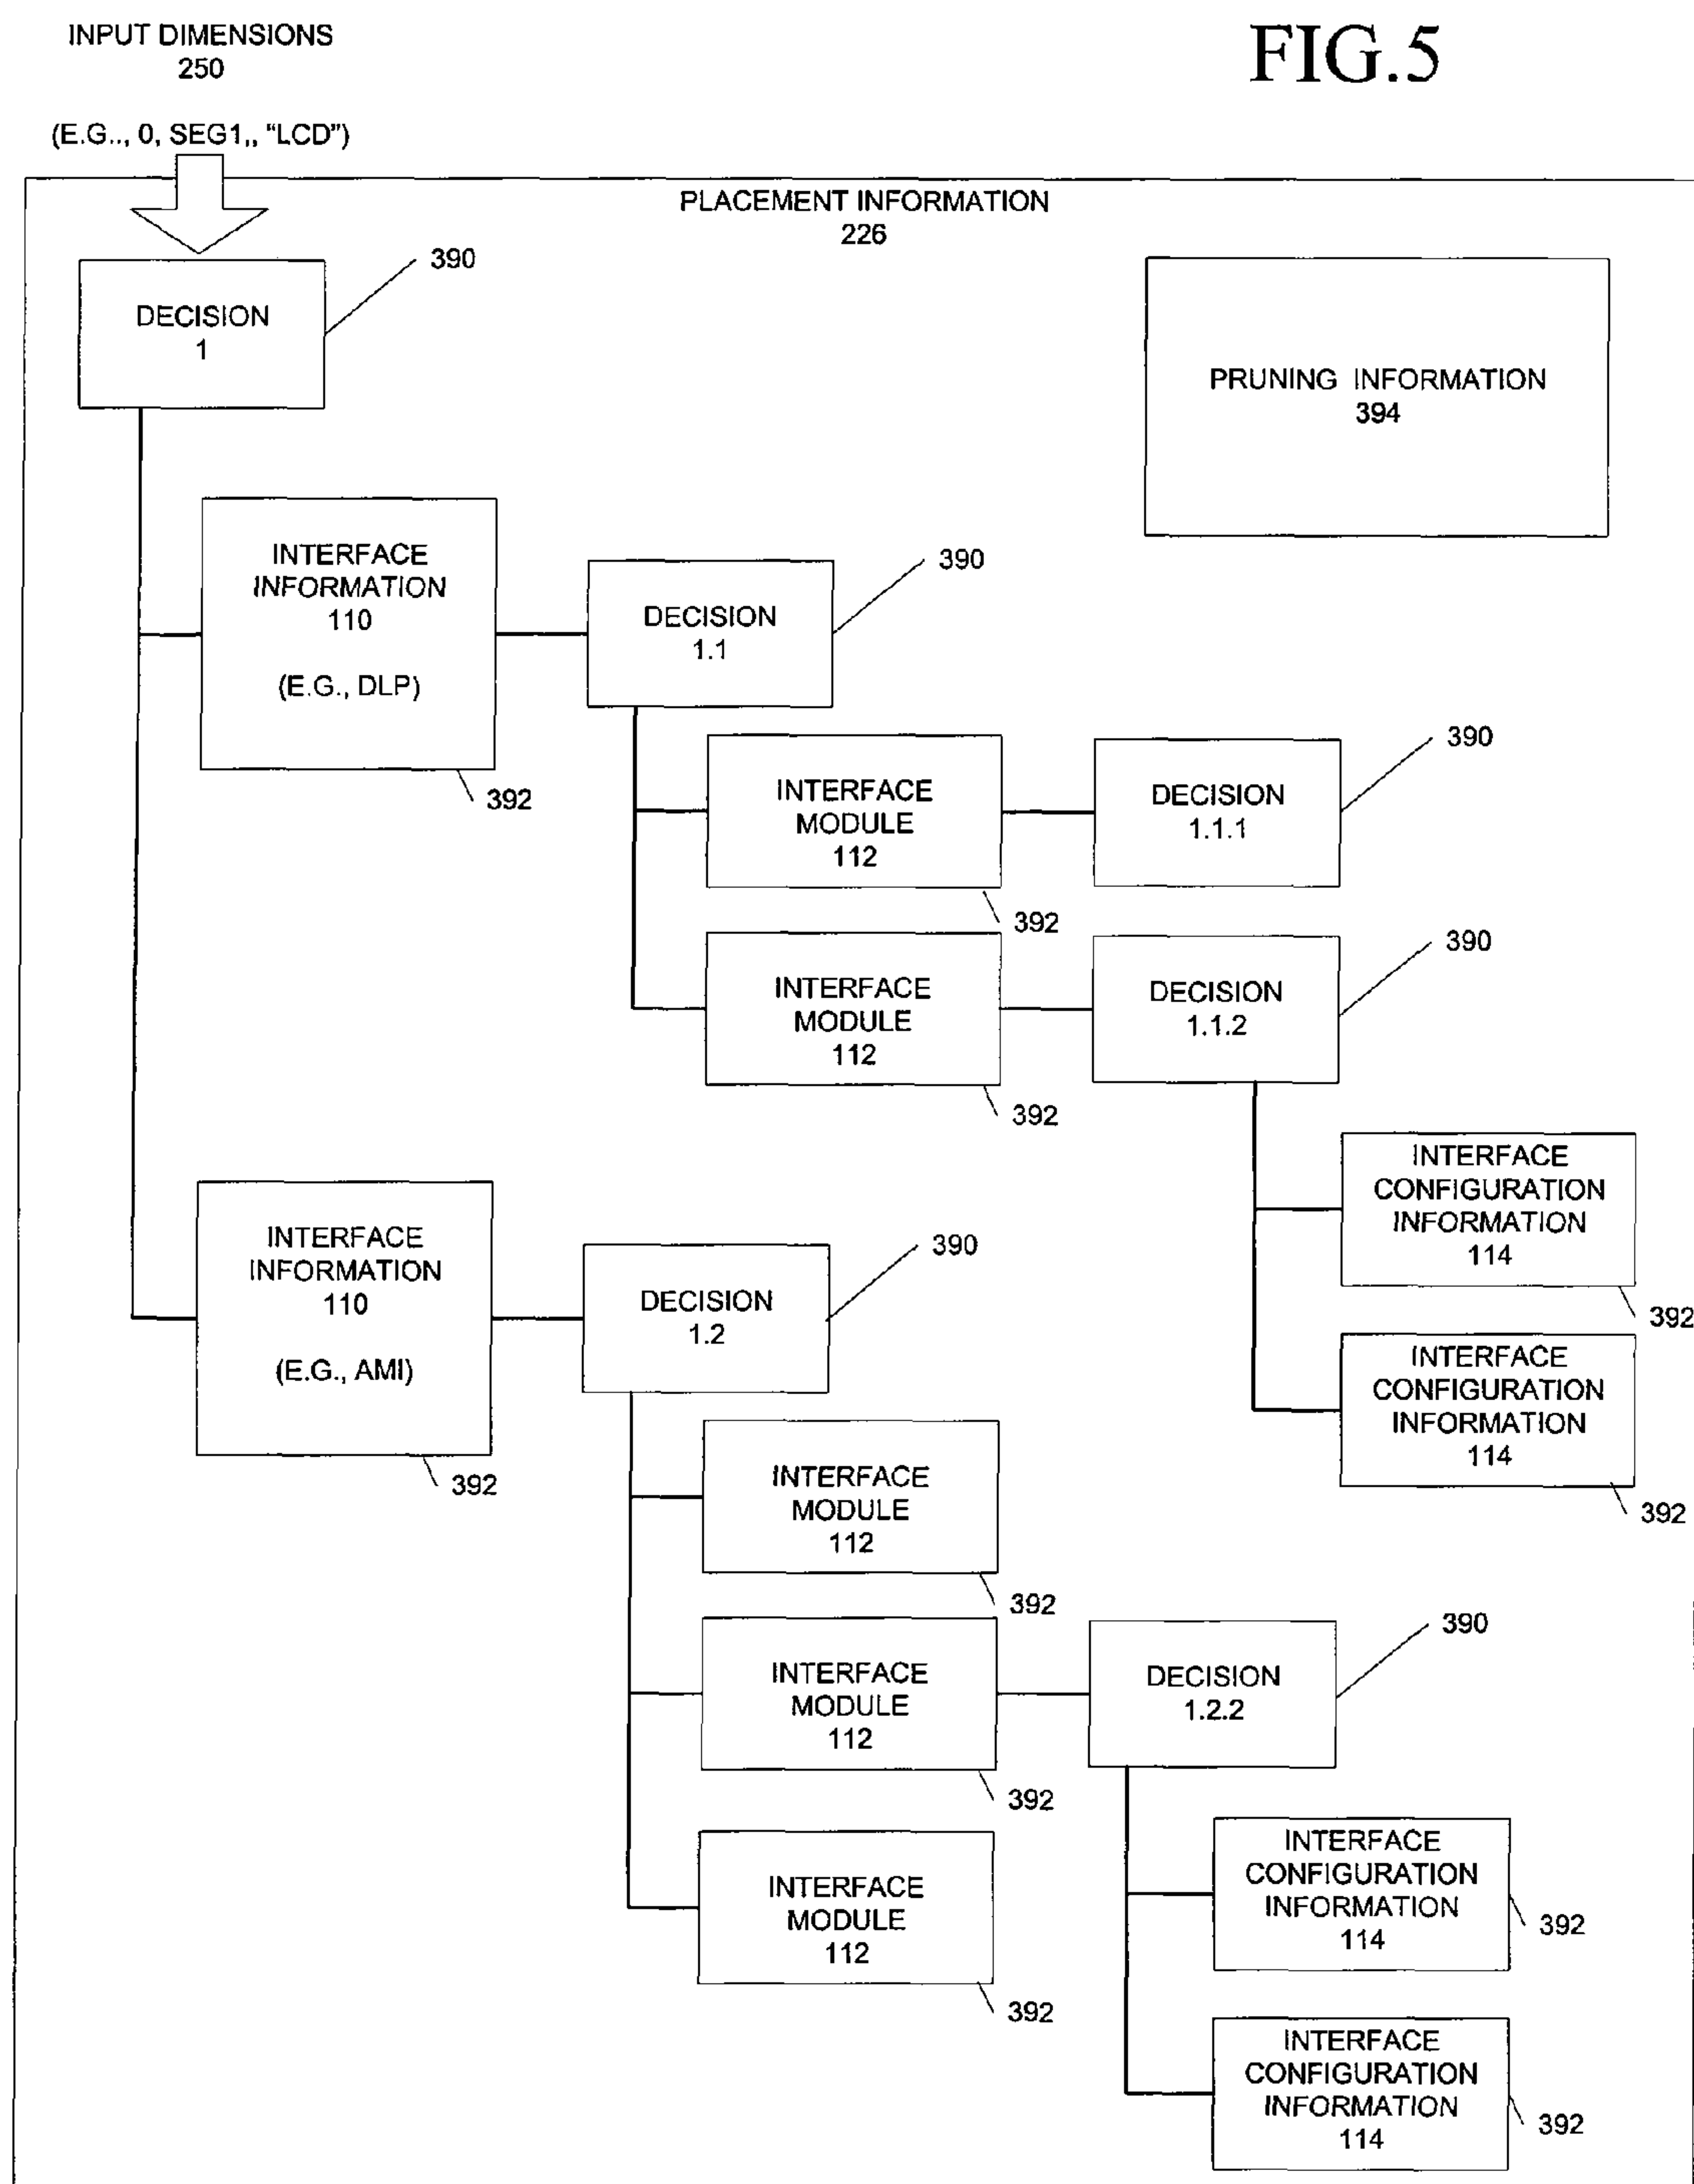 INPUT DIMENSIONS
250
FIG.5
(E.G.., 0, SEG1,, “LCD”)
PLACEMENT INFORMATION
226
390
DECISION
1
PRUNING INFORMATION
394
INTERFACE
INFORMATION
110
(E.G., DLP)
392
390
DECISION
1.1
INTERFACE
MODULE
112
392
390
DECISION
1.1.1
INTERFACE
MODULE
112
392
390
DECISION
1.1.2
INTERFACE
CONFIGURATION
INFORMATION
114
392
INTERFACE
CONFIGURATION
INFORMATION
114
392
INTERFACE
INFORMATION
110
(E.G., AMI)
392
390
DECISION
1.2
INTERFACE
MODULE
112
392
INTERFACE
MODULE
112
392
390
DECISION
1.2.2
INTERFACE
MODULE
112
392
INTERFACE
CONFIGURATION
INFORMATION
114
392
INTERFACE
CONFIGURATION
INFORMATION
114
392